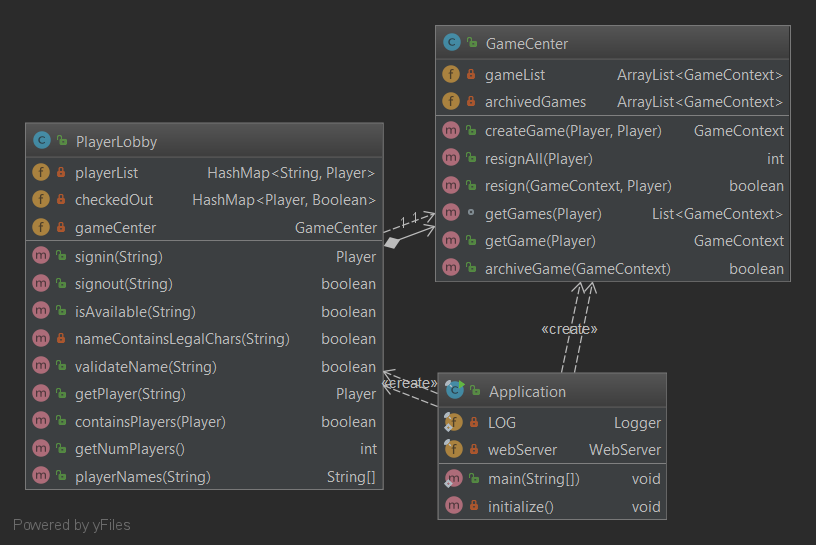 GameCenter
gameList ArrayList<GameContext>
archivedGames ArrayList<GameContext>
createGame(Player, Player) GameContext
resignAll(Player) int
resign(GameContext, Player) boolean
getGames(Player) List<GameContext>
getGame(Player) GameContext
archiveGame(GameContext) boolean
PlayerLobby
playerList HashMap<String, Player>
checkedOut HashMap<Player, Boolean>
gameCenter GameCenter
signin(String) Player
signout(String) boolean
isAvailable(String) boolean
nameContainsLegalChars(String) boolean
validateName(String) boolean
getPlayer(String) Player
containsPlayers(Player) boolean
getNumPlayers() int
playerNames(String) String[]
1 1
«create»
«create»
Application
LOG Logger
webServer WebServer
main(String[]) void
initialize() void
Powered by yFiles